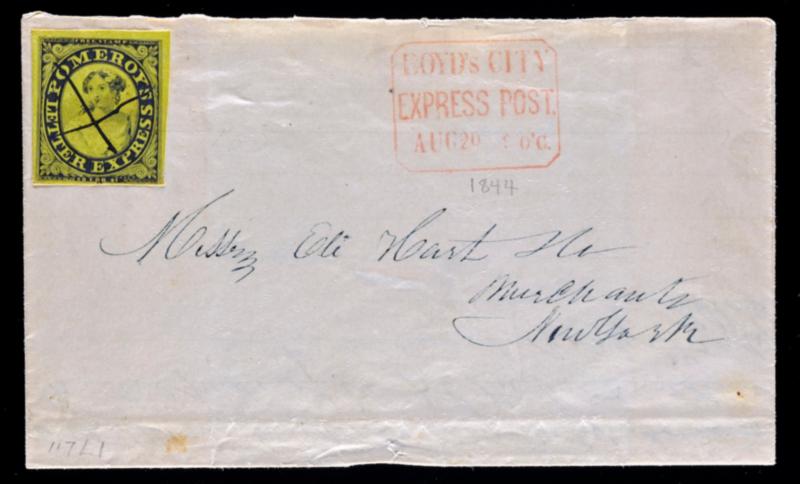 POMEROY'S
LETTER EXPRESS.
BOYD'S CITY
EXPRESS POST.
AUG 20 O'C.
1844
Messrs Eli Hart & Co
Merchants
New York
117L1